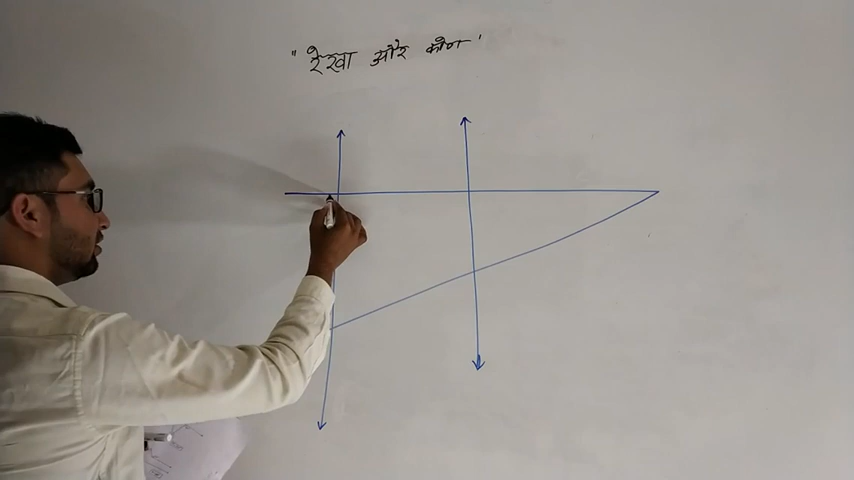 " रेखा और कोण "